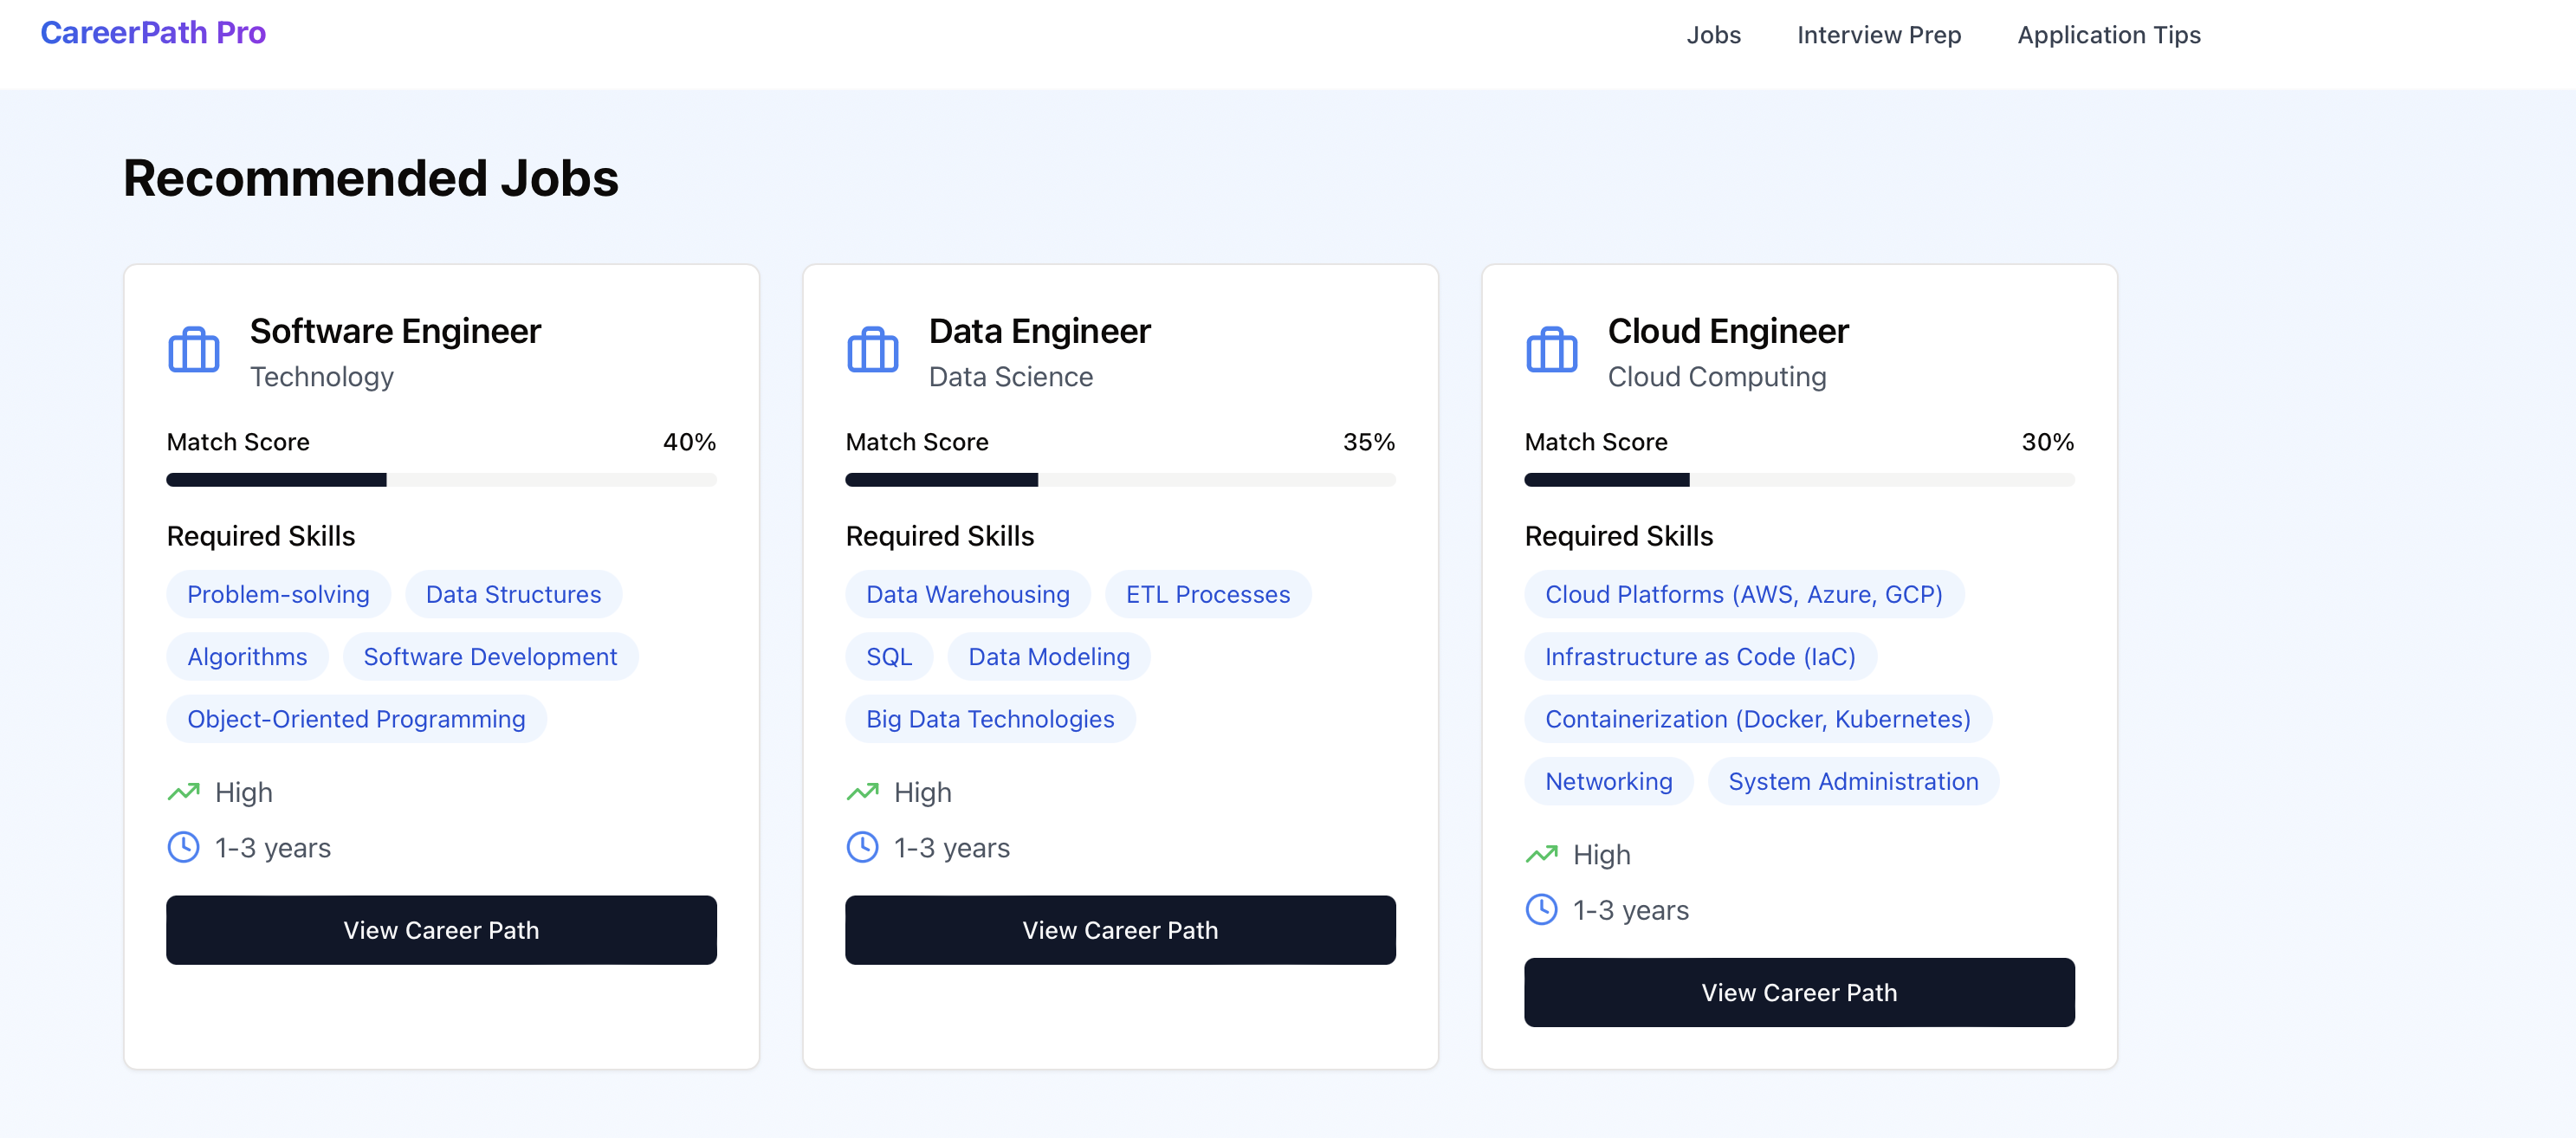 CareerPath Pro
Jobs Interview Prep Application Tips
Recommended Jobs
Software Engineer
Technology
Match Score 40%
Required Skills
Problem-solving Data Structures
Algorithms Software Development
Object-Oriented Programming
High
1-3 years
View Career Path
Data Engineer
Data Science
Match Score 35%
Required Skills
Data Warehousing ETL Processes
SQL Data Modeling
Big Data Technologies
High
1-3 years
View Career Path
Cloud Engineer
Cloud Computing
Match Score 30%
Required Skills
Cloud Platforms (AWS, Azure, GCP)
Infrastructure as Code (IaC)
Containerization (Docker, Kubernetes)
Networking System Administration
High
1-3 years
View Career Path